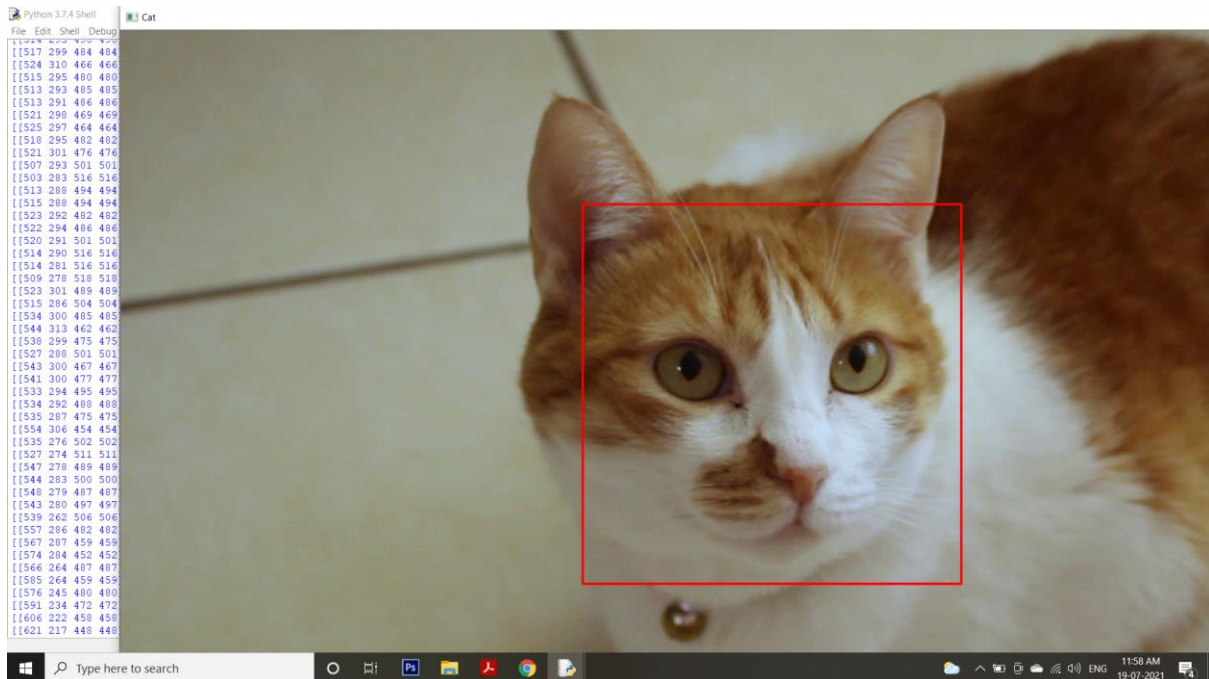 Python 3.7.4 Shell
File Edit Shell Debug
Cat
[[517 299 484 484
[[524 310 466 466
[[515 295 480 480
[[513 293 485 485
[[513 291 486 486
[[521 298 469 469
[[525 297 464 464
[[518 295 482 482
[[521 301 476 476
[[507 293 501 501
[[503 283 516 516
[[513 288 494 494
[[515 288 494 494
[[523 292 482 482
[[522 294 486 486
[[520 291 501 501
[[514 290 516 516
[[514 281 516 516
[[509 278 518 518
[[523 301 489 489
[[515 286 504 504
[[534 300 485 485
[[544 313 462 462
[[538 299 475 475
[[527 288 501 501
[[543 300 467 467
[[541 300 477 477
[[533 294 495 495
[[534 292 488 488
[[535 287 475 475
[[554 306 454 454
[[535 276 502 502
[[527 274 511 511
[[547 278 489 489
[[544 283 500 500
[[548 279 487 487
[[543 280 497 497
[[539 262 506 506
[[557 286 482 482
[[567 287 459 459
[[574 284 452 452
[[566 264 487 487
[[585 264 459 459
[[576 245 480 480
[[591 234 472 472
[[606 222 458 458
[[621 217 448 448
Type here to search
Ps
ENG
11:58 AM
19-07-2021
4